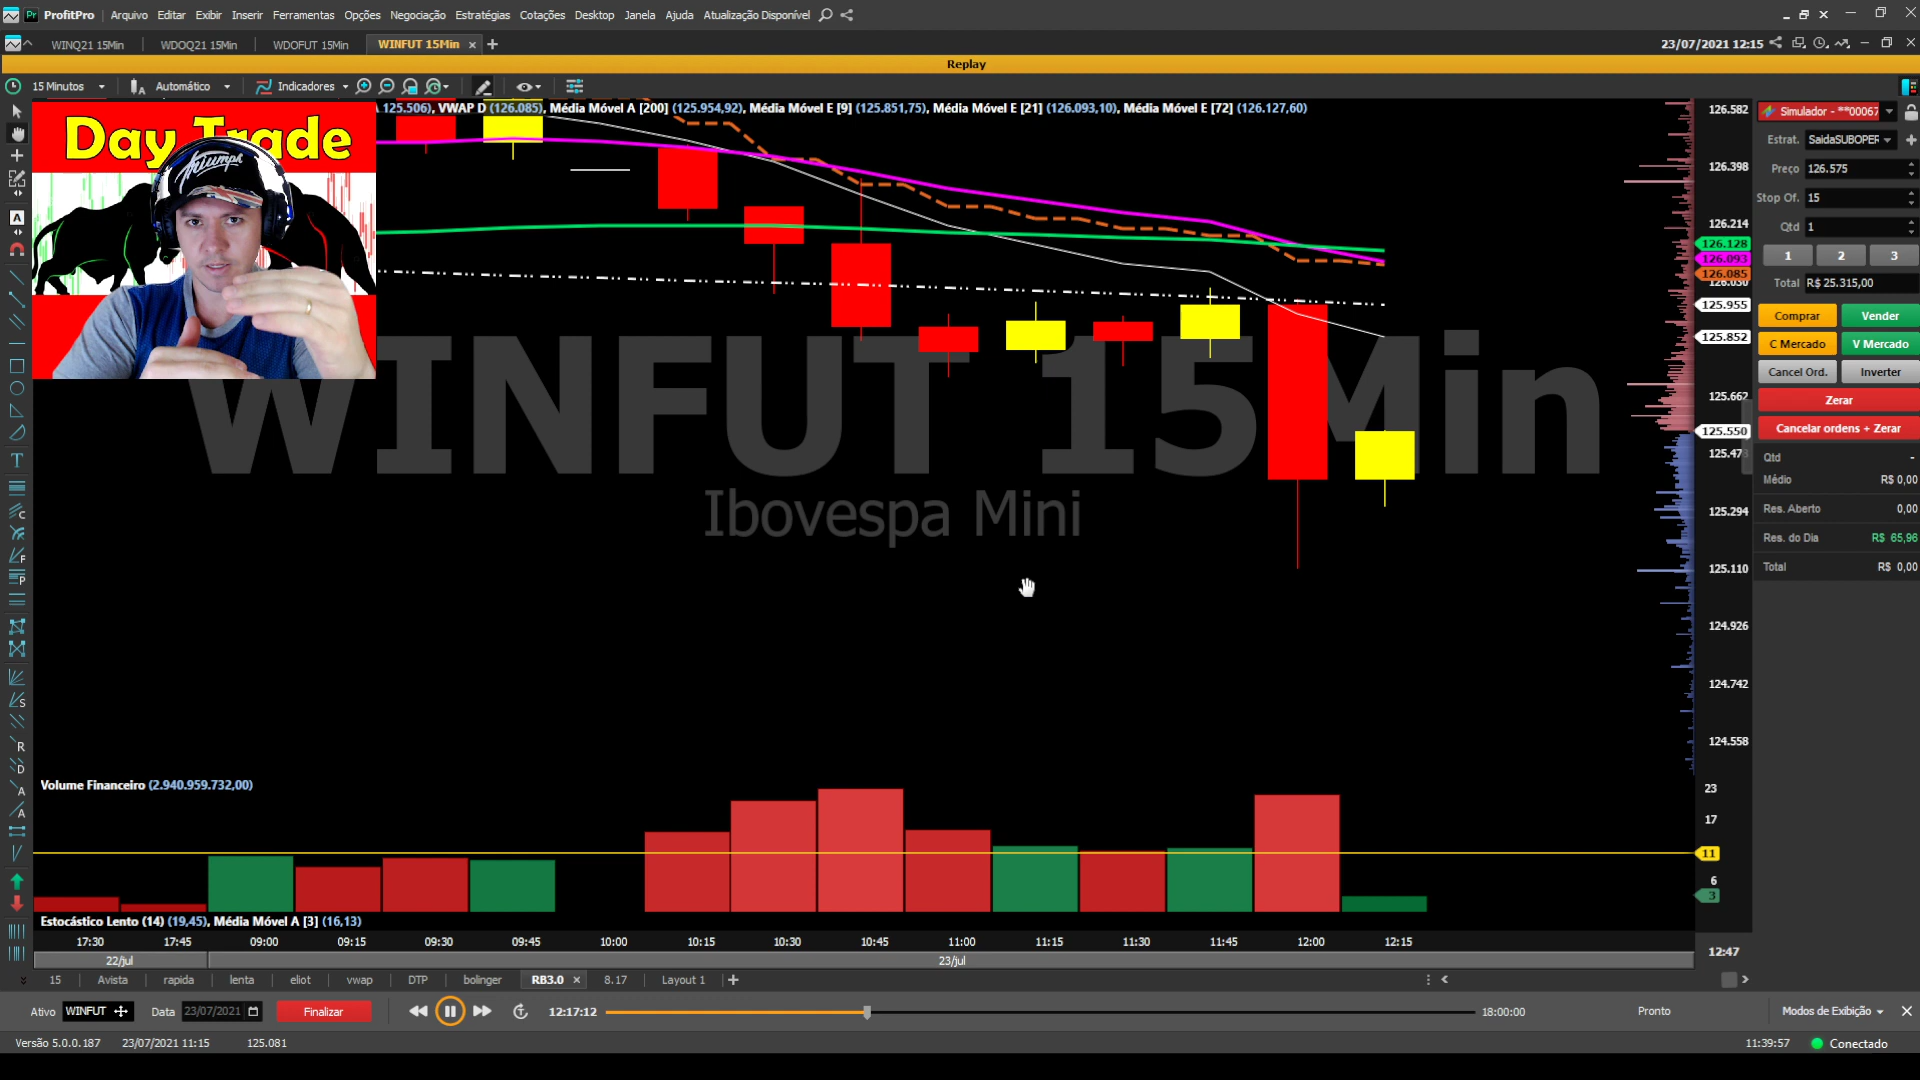 ProfitPro Arquivo Editar Exibir Inserir Ferramentas Opções Negociação Estratégias Cotações Desktop Janela Ajuda Atualização Disponível
WINQ21 15Min WDOQ21 15Min WDOFUT 15Min WINFUT 15Min 23/07/2021 12:15
Replay
15 Minutos Automático Indicadores
125.506), VWAP D (126.085), Média Móvel A [200] (125.954,92), Média Móvel E [9] (125.851,75), Média Móvel E [21] (126.093,10), Média Móvel E [72] (126.127,60)
Day Trade
Triumph
WINFUT 15Min
Ibovespa Mini
126.582
126.398
126.214
126.128
126.093
126.085
126.030
125.955
125.852
125.662
125.550
125.478
125.294
125.110
124.926
124.742
124.558
Simulador - **00067
Estrat. SaidaSUBOPER
Preço 126.575
Stop Of. 15
Qtd 1
1 2 3
Total R$ 25.315,00
Comprar Vender
C Mercado V Mercado
Cancel Ord. Inverter
Zerar
Cancelar ordens + Zerar
Qtd -
Médio R$ 0,00
Res. Aberto 0,00
Res. do Dia R$ 65,96
Total R$ 0,00
Volume Financeiro (2.940.959.732,00)
23
17
11
6
3
Estocástico Lento (14) (19,45), Média Móvel A [3] (16,13)
17:30 17:45 09:00 09:15 09:30 09:45 10:00 10:15 10:30 10:45 11:00 11:15 11:30 11:45 12:00 12:15 12:47
22/jul 23/jul
15 Avista rapida lenta eliot vwap DTP bolinger RB3.0 8.17 Layout 1
Ativo WINFUT Data 23/07/2021 Finalizar 12:17:12 18:00:00 Pronto Modos de Exibição
Versão 5.0.0.187 23/07/2021 11:15 125.081 11:39:57 Conectado